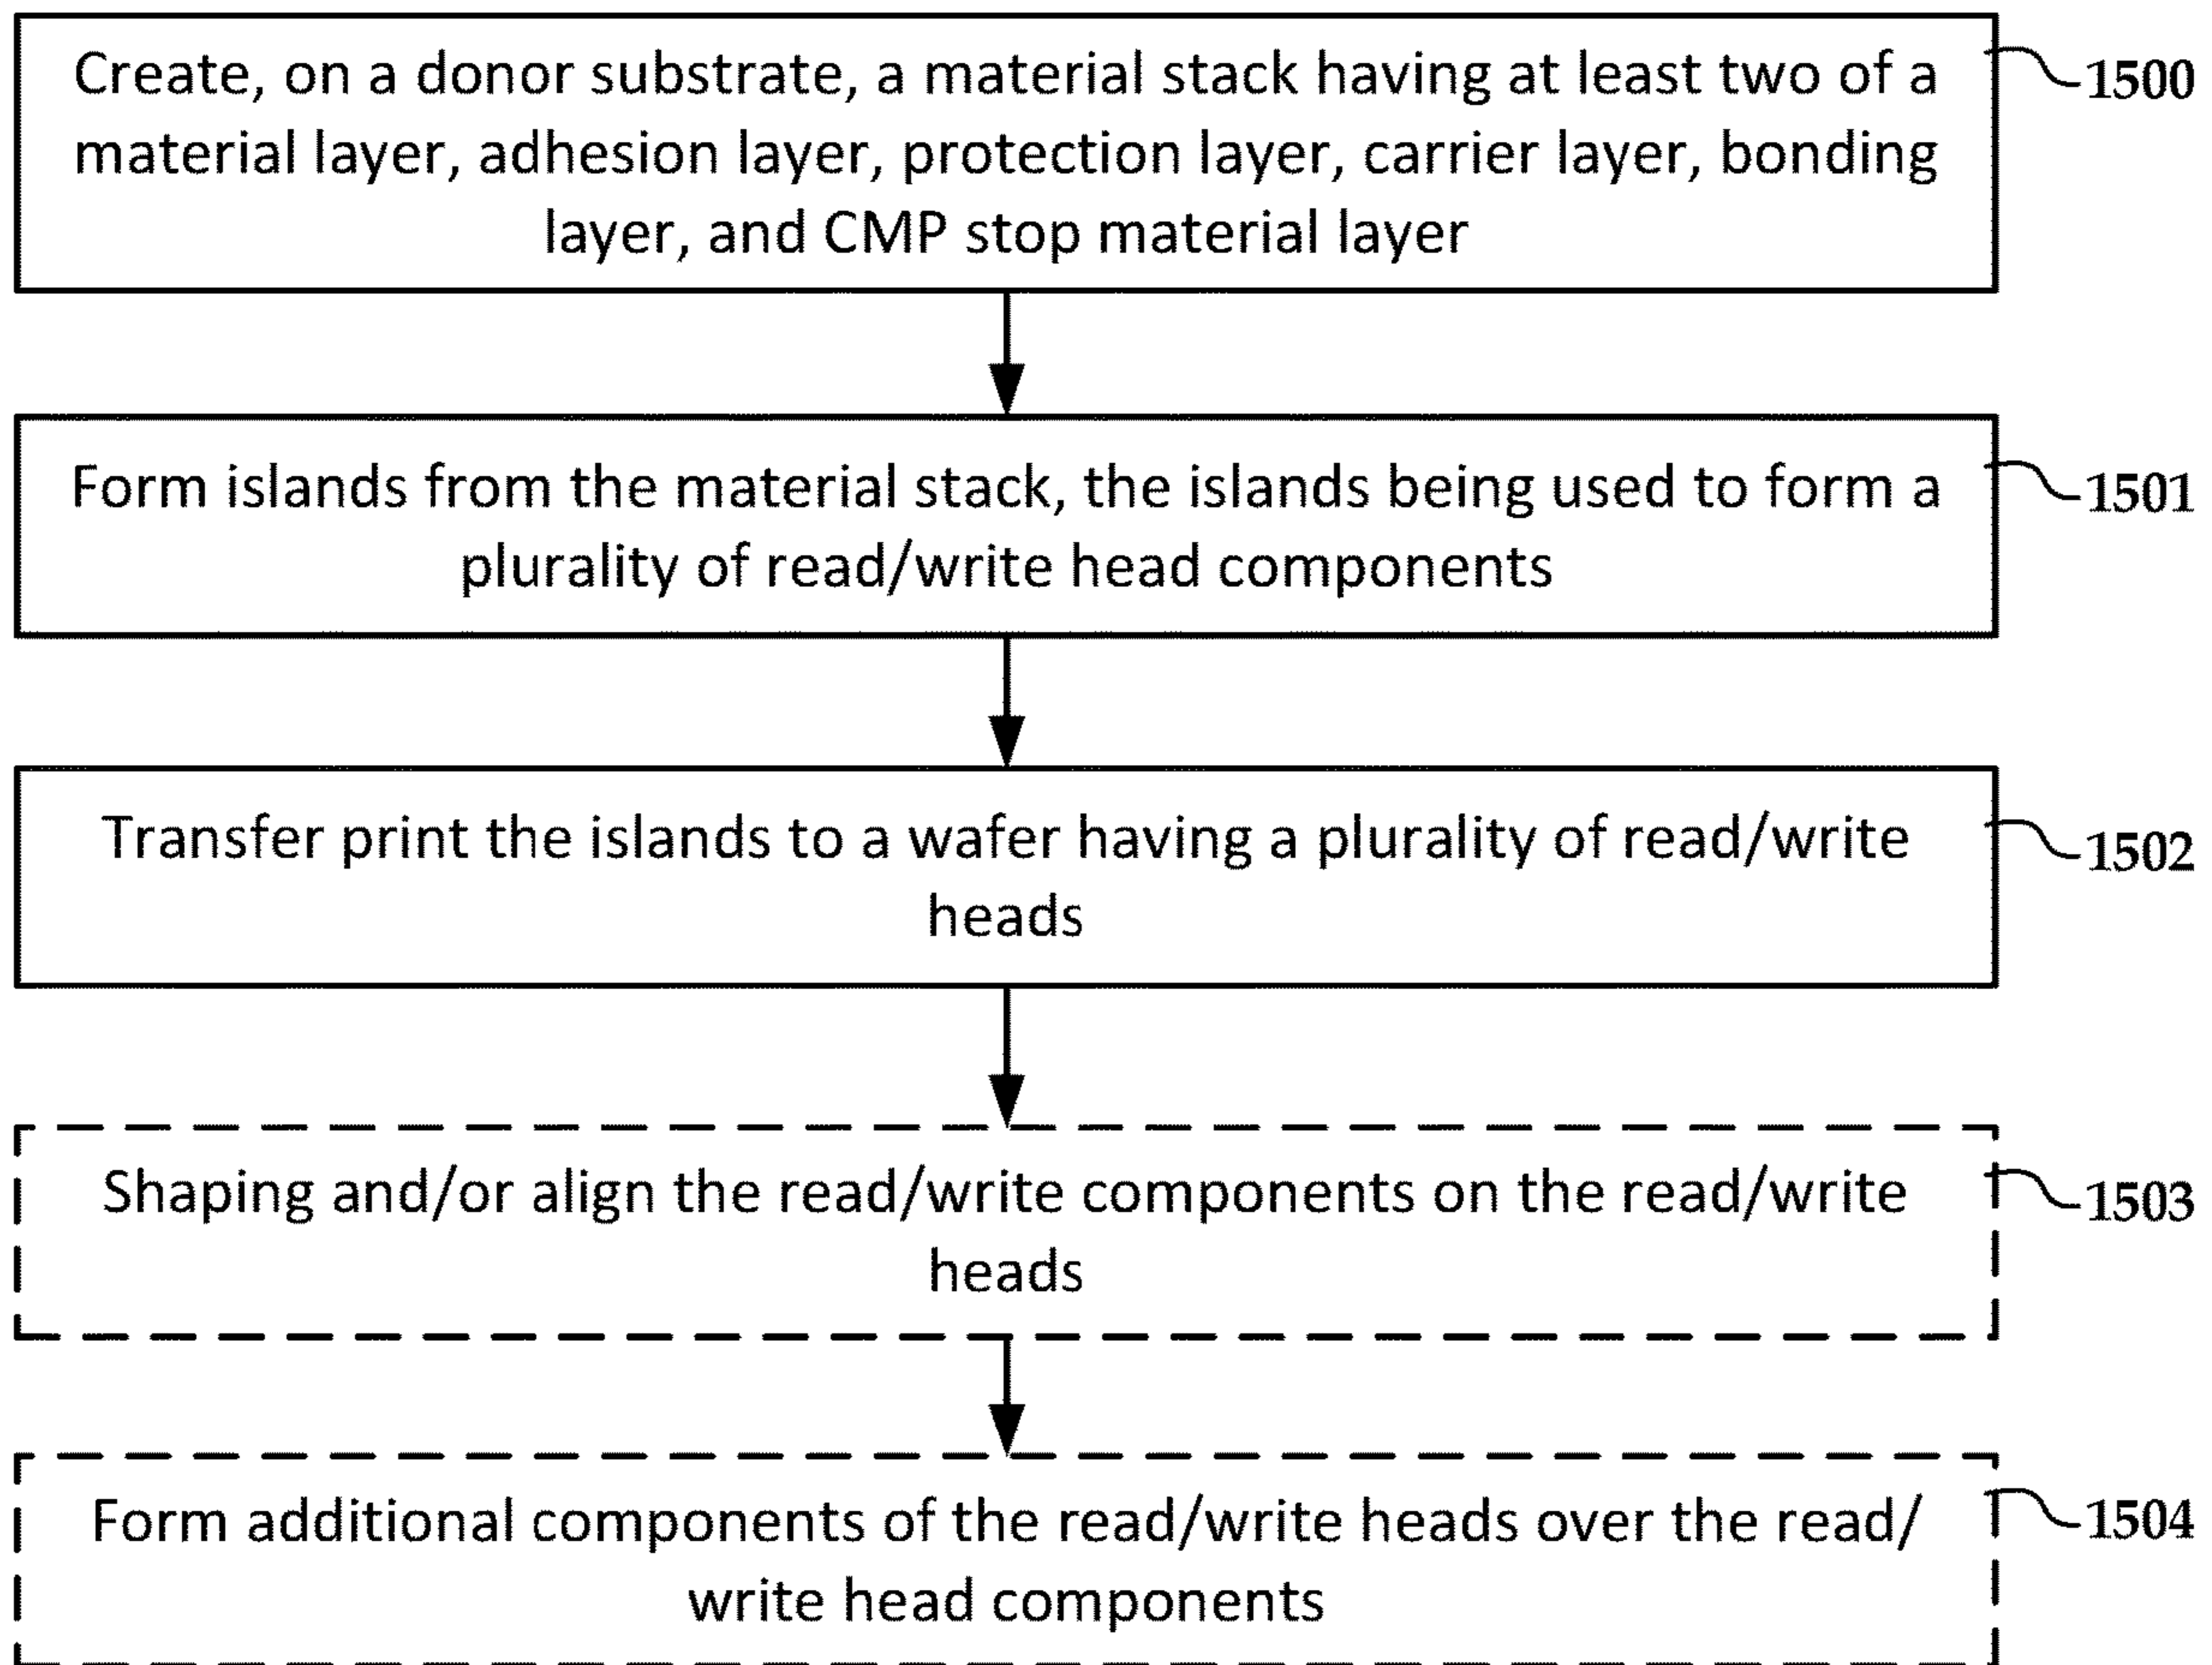 Create, on a donor substrate, a material stack having at least two of a
material layer, adhesion layer, protection layer, carrier layer, bonding
layer, and CMP stop material layer
1500
Form islands from the material stack, the islands being used to form a
plurality of read/write head components
1501
Transfer print the islands to a wafer having a plurality of read/write
heads
1502
Shaping and/or align the read/write components on the read/write
heads
1503
Form additional components of the read/write heads over the read/
write head components
1504